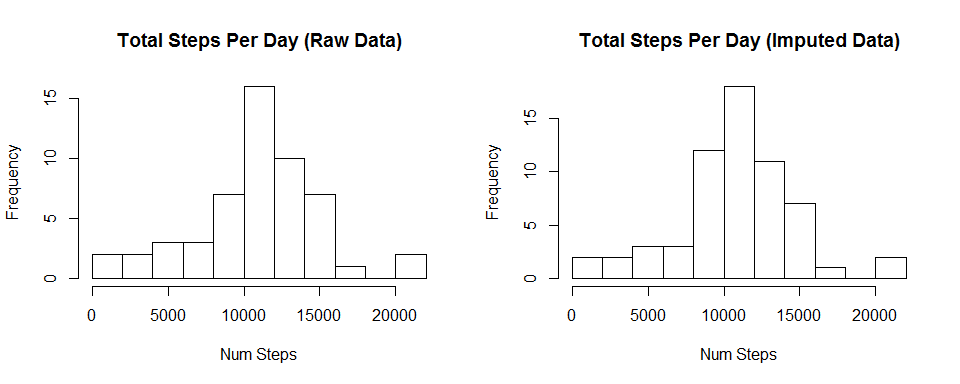 Total Steps Per Day (Raw Data)
Frequency
15
10
5
0
0 5000 10000 15000 20000
Num Steps
Total Steps Per Day (Imputed Data)
Frequency
15
10
5
0
0 5000 10000 15000 20000
Num Steps